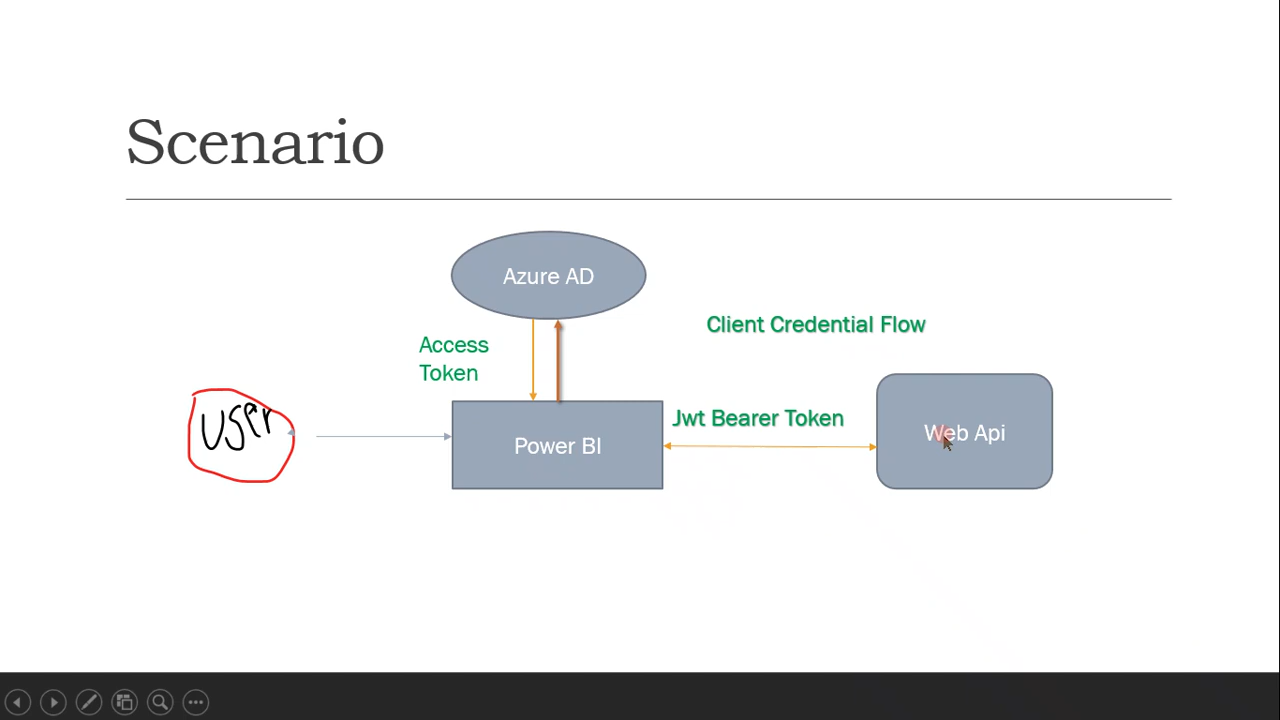 Scenario
Azure AD
Client Credential Flow
Access
Token
User
Jwt Bearer Token
Power BI
Web Api